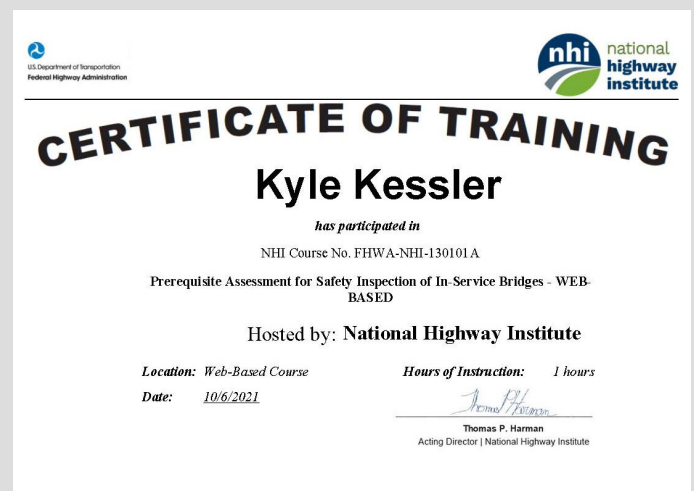 U.S. Department of Transportation
Federal Highway Administration
nhi
national
highway
institute
CERTIFICATE OF TRAINING
Kyle Kessler
has participated in
NHI Course No. FHWA-NHI-130101A
Prerequisite Assessment for Safety Inspection of In-Service Bridges - WEB-
BASED
Hosted by: National Highway Institute
Location: Web-Based Course
Hours of Instruction: 1 hours
Date: 10/6/2021
Thomas P. Harman
Thomas P. Harman
Acting Director | National Highway Institute